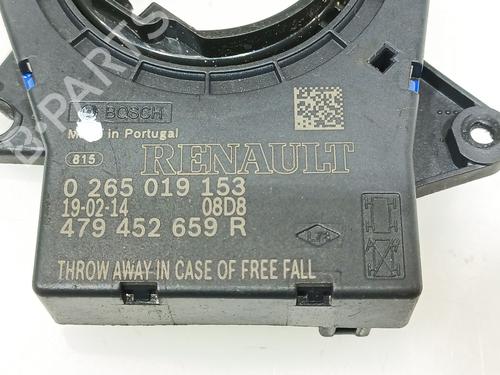 BOSCH
Made in Portugal
815
RENAULT
0 265 019 153
19-02-14 08D8
479 452 659 R
THROW AWAY IN CASE OF FREE FALL
B-PARTS